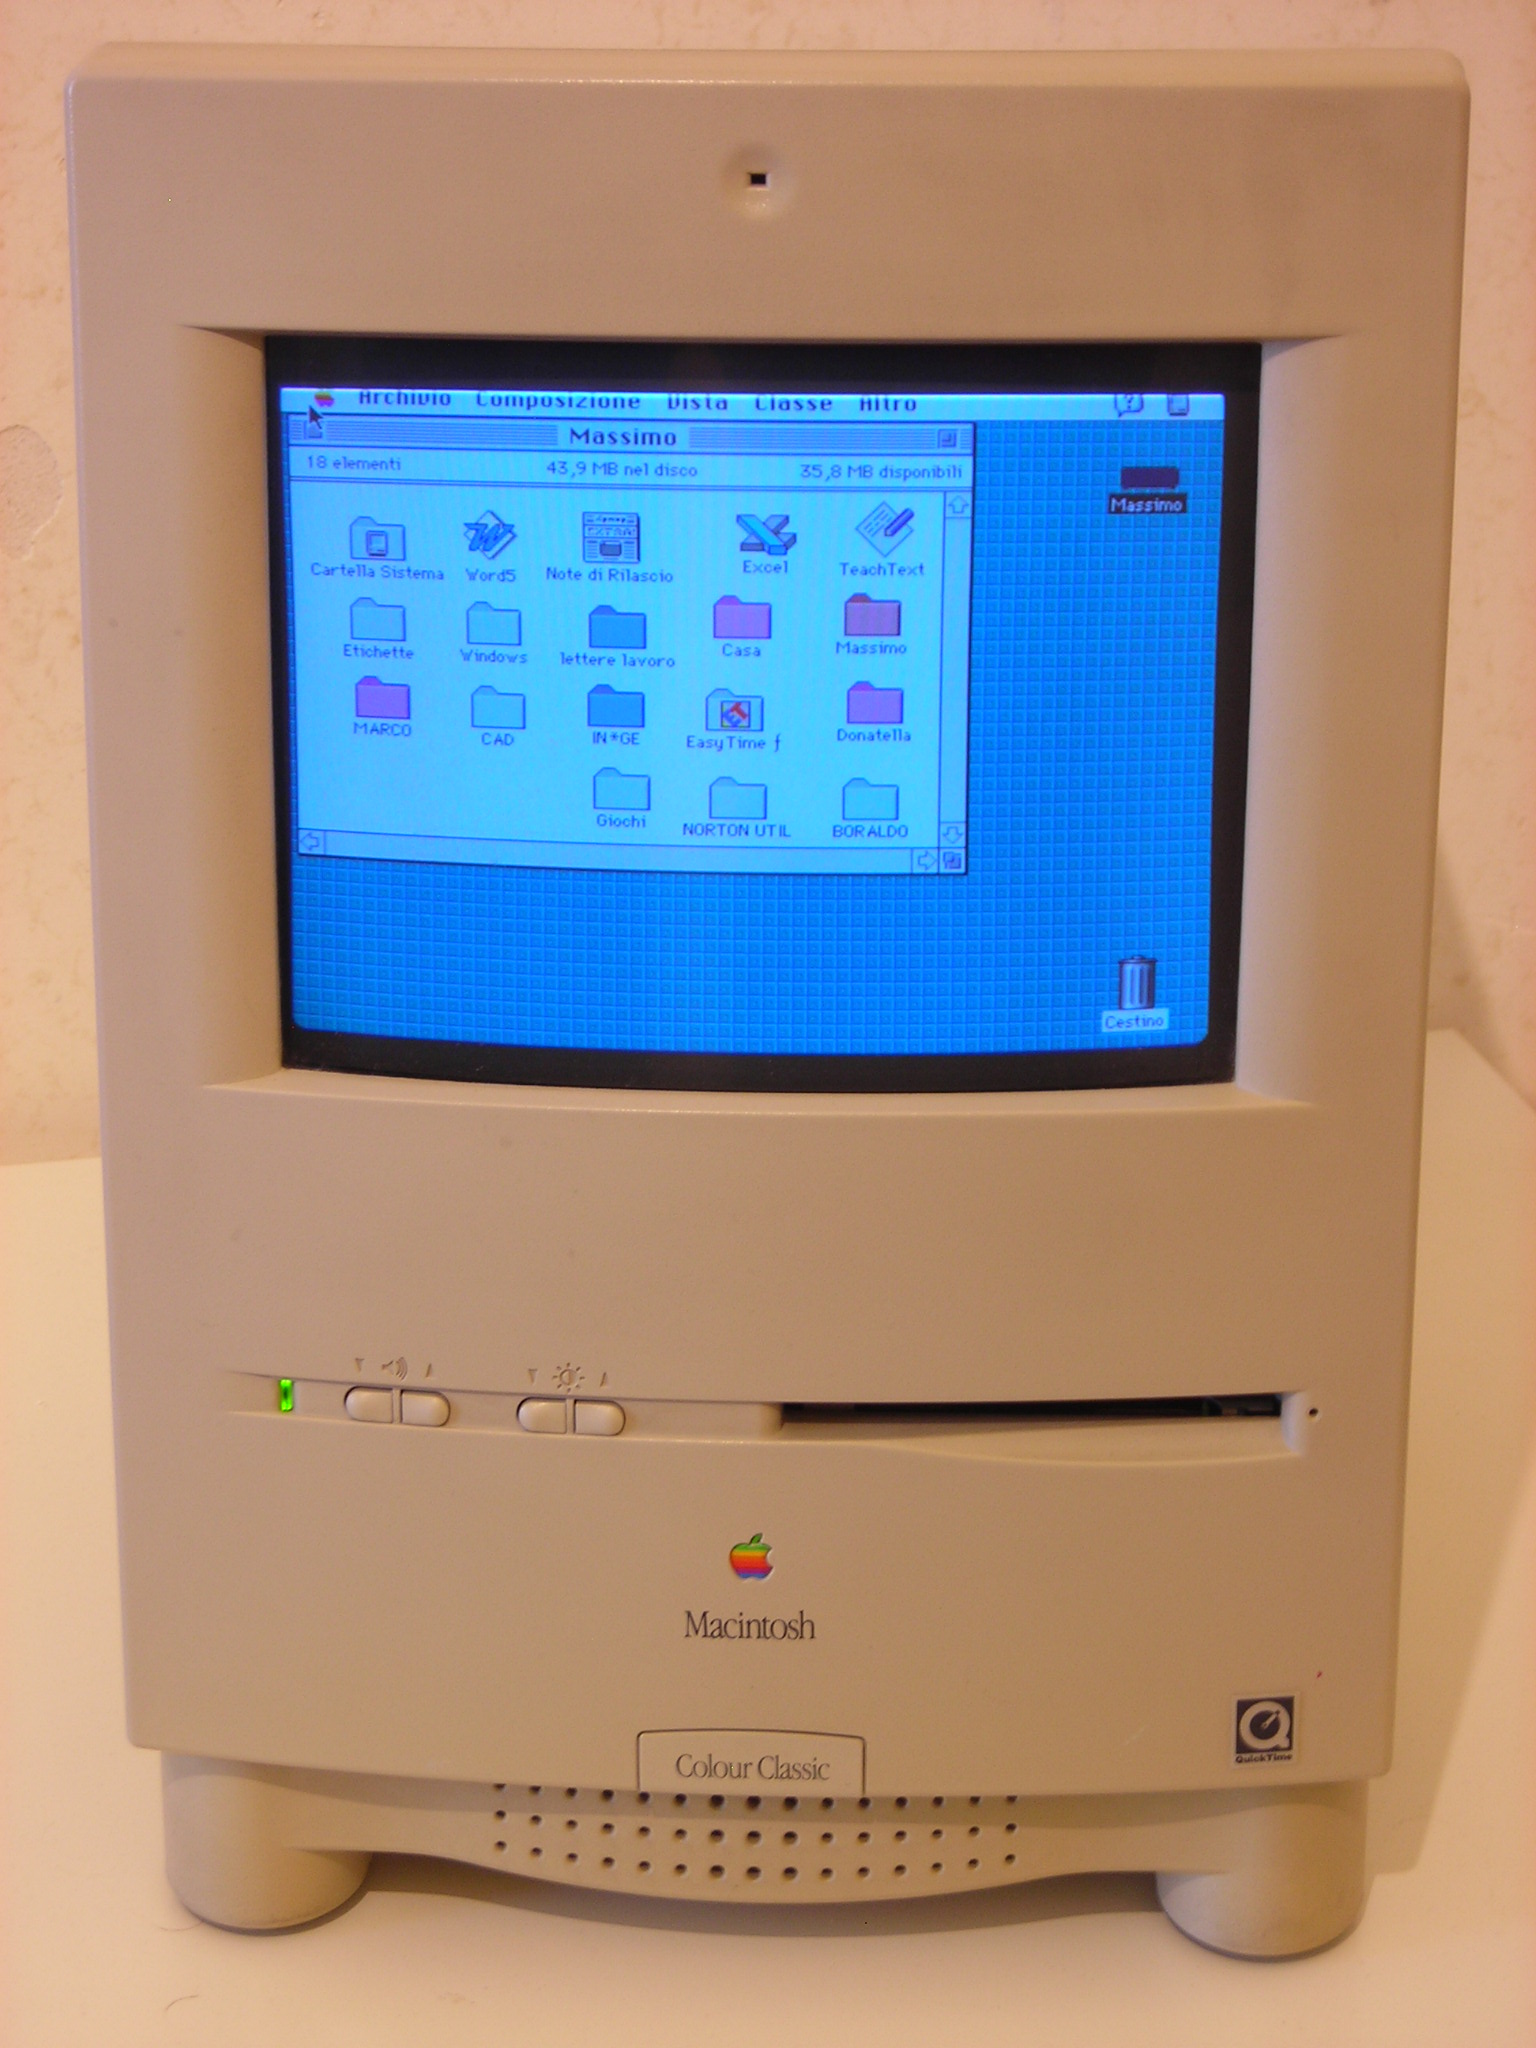 Archivio Composizione Vista Classe Altro
Massimo
18 elementi 43,9 MB nel disco 35,8 MB disponibili
Massimo
Cartella Sistema Word5 Note di Rilascio Excel TeachText
Etichette Windows lettere lavoro Casa Massimo
MARCO CAD IN*GE EasyTime ƒ Donatella
Giochi NORTON UTIL BORALDO
Cestino
Macintosh
QuickTime
Colour Classic